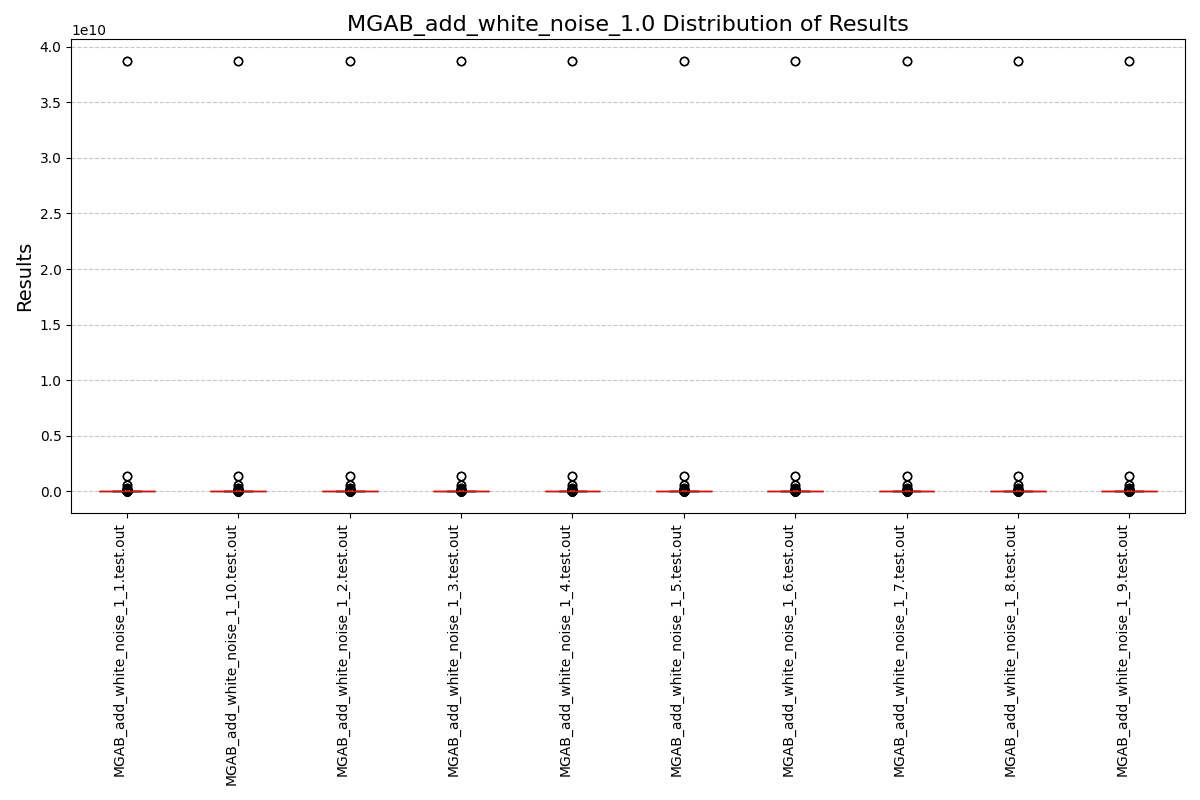 MGAB_add_white_noise_1.0 Distribution of Results
1e10
4.0
3.5
3.0
2.5
2.0
1.5
1.0
0.5
0.0
Results
MGAB_add_white_noise_1_1.test.out
MGAB_add_white_noise_1_10.test.out
MGAB_add_white_noise_1_2.test.out
MGAB_add_white_noise_1_3.test.out
MGAB_add_white_noise_1_4.test.out
MGAB_add_white_noise_1_5.test.out
MGAB_add_white_noise_1_6.test.out
MGAB_add_white_noise_1_7.test.out
MGAB_add_white_noise_1_8.test.out
MGAB_add_white_noise_1_9.test.out